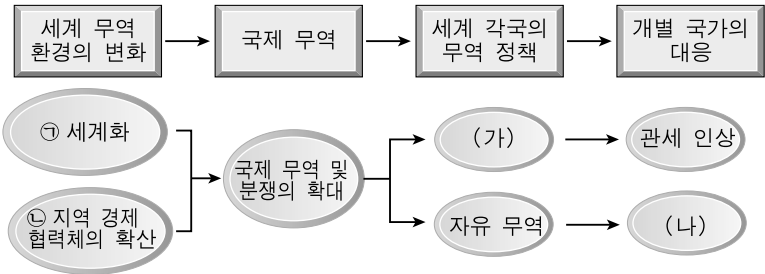 세계 무역
환경의 변화
국제 무역
세계 각국의
무역 정책
개별 국가의
대응
㉠ 세계화
㉡ 지역 경제
협력체의 확산
국제 무역 및
분쟁의 확대
(가)
관세 인상
자유 무역
(나)